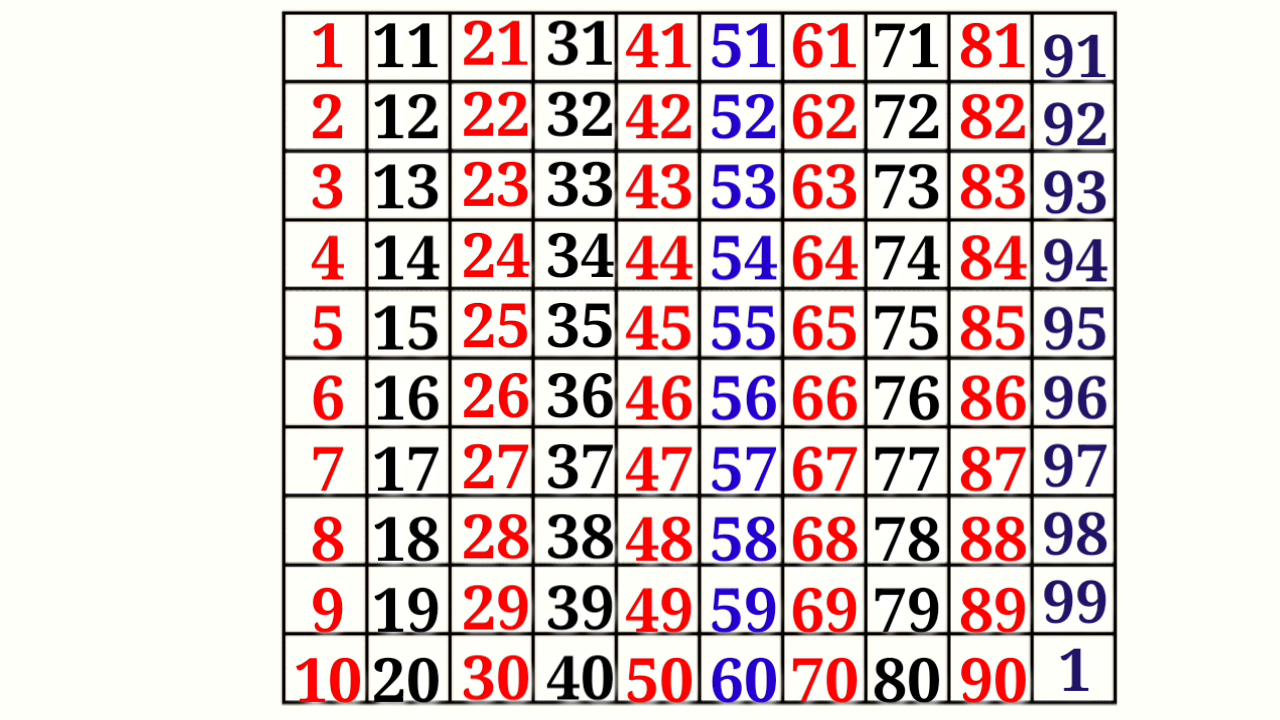 1 11 21 31 41 51 61 71 81 91
2 12 22 32 42 52 62 72 82 92
3 13 23 33 43 53 63 73 83 93
4 14 24 34 44 54 64 74 84 94
5 15 25 35 45 55 65 75 85 95
6 16 26 36 46 56 66 76 86 96
7 17 27 37 47 57 67 77 87 97
8 18 28 38 48 58 68 78 88 98
9 19 29 39 49 59 69 79 89 99
10 20 30 40 50 60 70 80 90 1